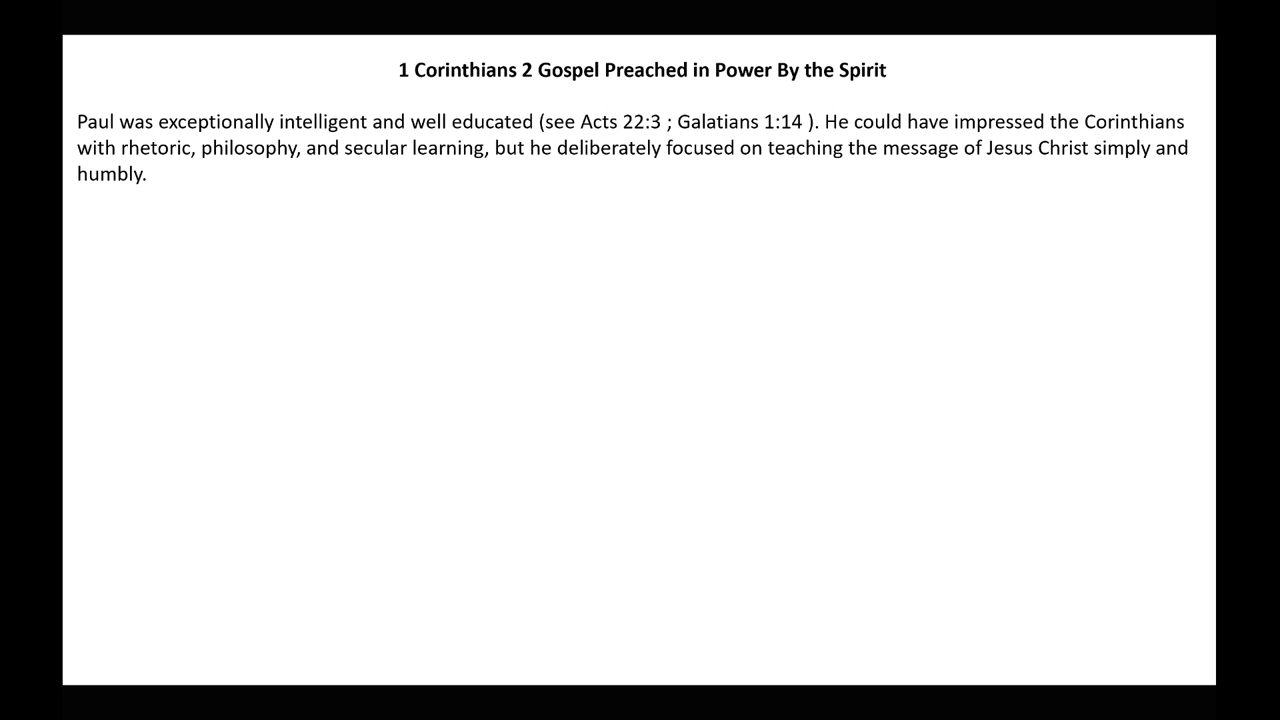 1 Corinthians 2 Gospel Preached in Power By the Spirit
Paul was exceptionally intelligent and well educated (see Acts 22:3 ; Galatians 1:14 ). He could have impressed the Corinthians
with rhetoric, philosophy, and secular learning, but he deliberately focused on teaching the message of Jesus Christ simply and
humbly.